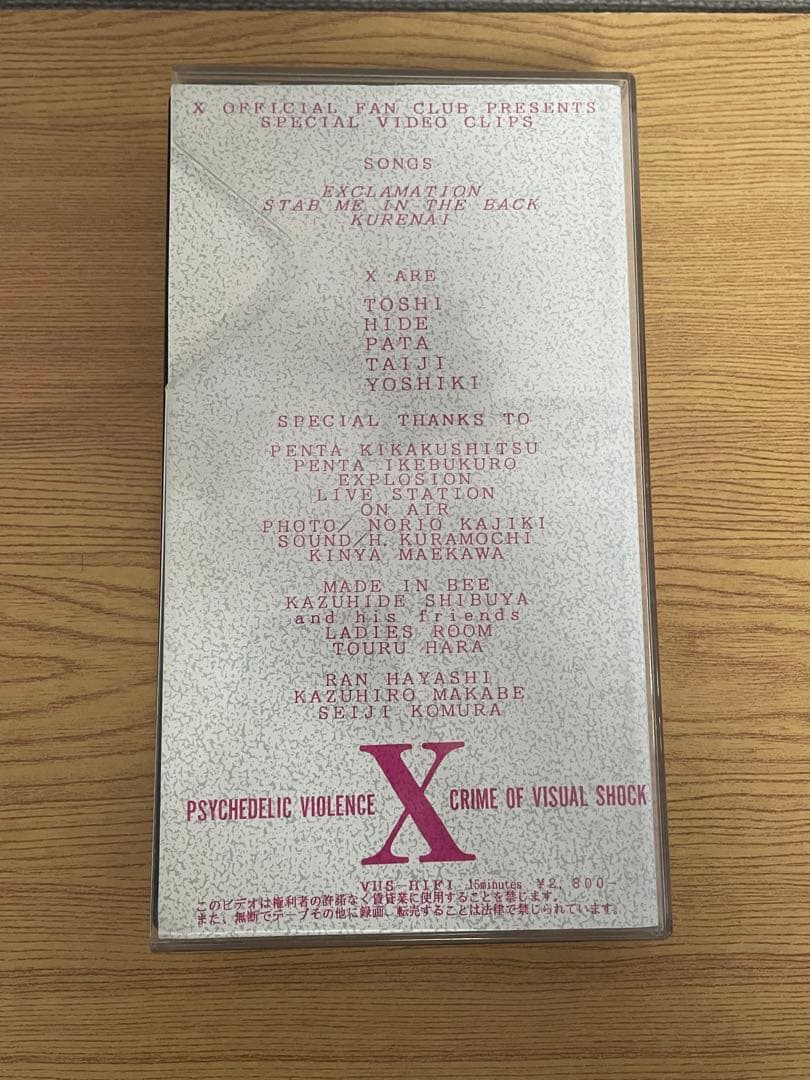 X OFFICIAL FAN CLUB PRESENTS
SPECIAL VIDEO CLIPS
SONGS
EXCLAMATION
STAB ME IN THE BACK
KURENAI
X ARE
TOSHI
HIDE
PATA
TAIJI
YOSHIKI
SPECIAL THANKS TO
PENTA KIKAKUSHITSU
PENTA IKEBUKURO
EXPLOSION
LIVE STATION
ON AIR
PHOTO/NORIO KAJIKI
SOUND/H. KURAMOCHI
KINYA MAEKAWA
MADE IN BEE
KAZUHIDE SHIBUYA
and his friends
LADIES ROOM
TOURU HARA
RAN HAYASHI
KAZUHIRO MAKABE
SEIJI KOMURA
PSYCHEDELIC VIOLENCE X CRIME OF VISUAL SHOCK
VHS-HIFI 15minutes ¥2,800-
このビデオは権利者の許諾なく賃貸業に使用することを禁じます。
また、無断でテープその他に録画、転売することは法律で禁じられています。